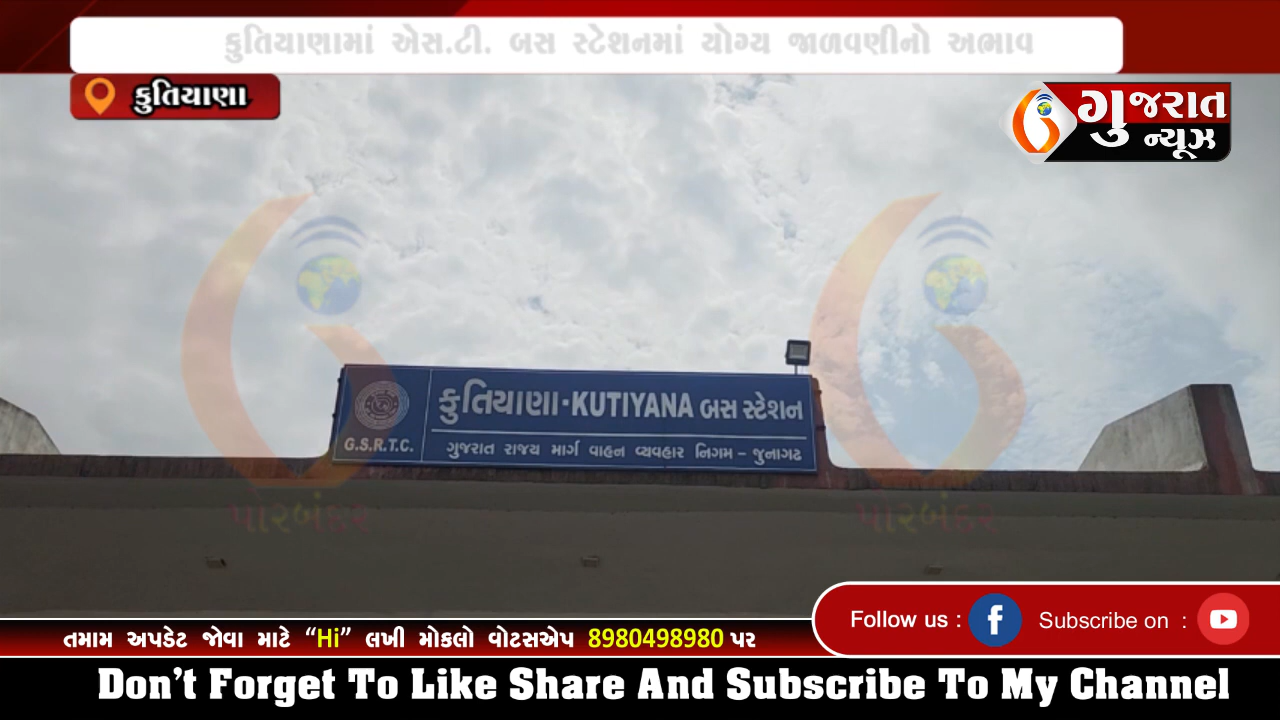 કુતિયાણામાં એસ.ટી. બસ સ્ટેશનમાં યોગ્ય જાળવણીનો અભાવ
કુતિયાણા
ગુજરાત
ન્યૂઝ
કુતિયાણા-KUTIYANA બસ સ્ટેશન
G.S.R.T.C.
ગુજરાત રાજ્ય માર્ગ વાહન વ્યવહાર નિગમ - જુનાગઢ
પોરબંદર પોરબંદર
Follow us : Subscribe on :
તમામ અપડેટ જોવા માટે “Hi” લખી મોકલો વોટસએપ 8980498980 પર
Don’t Forget To Like Share And Subscribe To My Channel